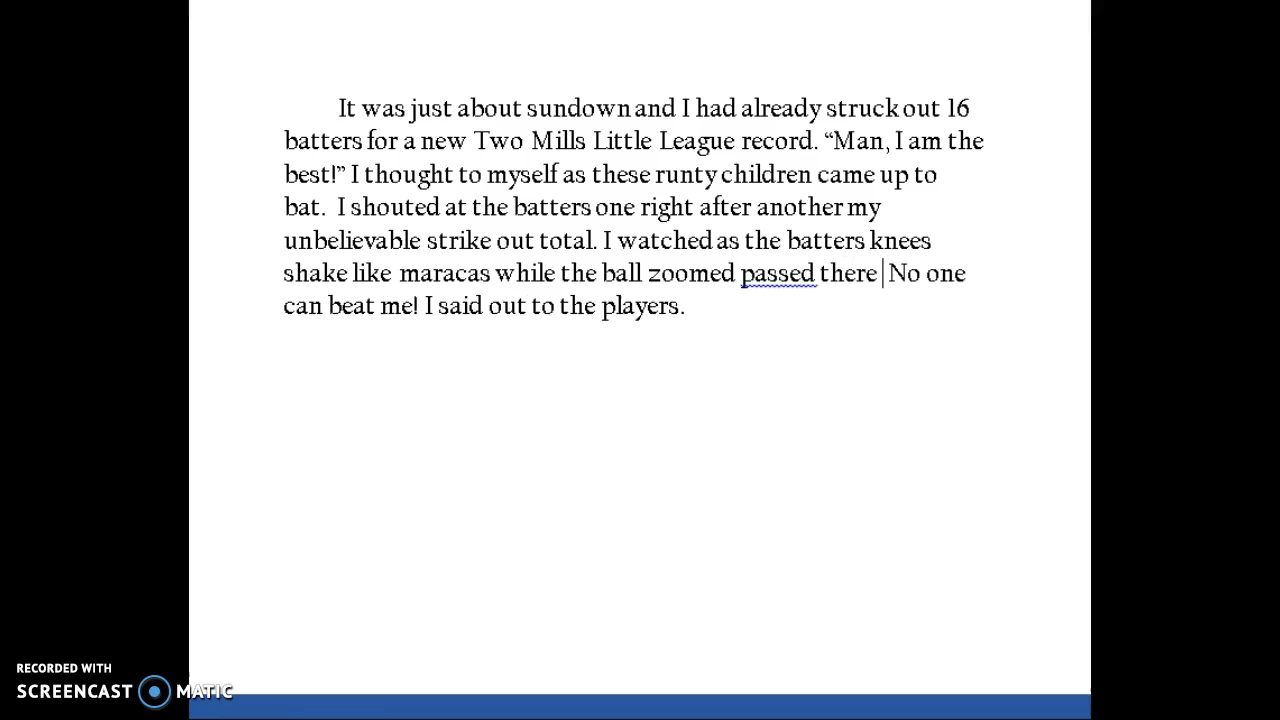 It was just about sundown and I had already struck out 16
batters for a new Two Mills Little League record. “Man, I am the
best!” I thought to myself as these runty children came up to
bat.  I shouted at the batters one right after another my
unbelievable strike out total. I watched as the batters knees
shake like maracas while the ball zoomed passed there No one
can beat me! I said out to the players.
RECORDED WITH
SCREENCAST MATIC